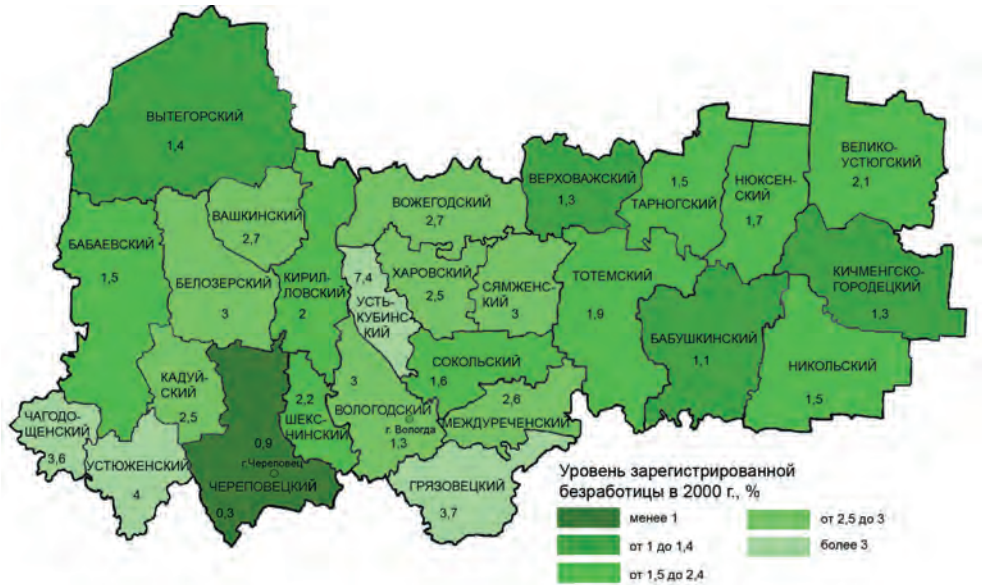 ВЫТЕГОРСКИЙ
1,4
ВАШКИНСКИЙ
2,7
БАБАЕВСКИЙ
1,5
БЕЛОЗЕРСКИЙ
3
КИРИЛ-
ЛОВСКИЙ
2
ВОЖЕГОДСКИЙ
2,7
ВЕРХОВАЖСКИЙ
1,3
1,5
ТАРНОГСКИЙ
НЮКСЕН-
СКИЙ
1,7
ВЕЛИКО-
УСТЮГСКИЙ
2,1
7,4
УСТЬ-
КУБИНСКИЙ
ХАРОВСКИЙ
2,5
СЯМЖЕНС-
КИЙ
3
ТОТЕМСКИЙ
1,9
КИЧМЕНГСКО-
ГОРОДЕЦКИЙ
1,3
БАБУШКИНСКИЙ
1,1
НИКОЛЬСКИЙ
1,5
СОКОЛЬСКИЙ
1,6
КАДУЙ-
СКИЙ
2,5
2,2
ШЕКС-
НИНСКИЙ
3
ВОЛОГОДСКИЙ
г. Вологда
1,3
2,6
МЕЖДУРЕЧЕНСКИЙ
ЧАГОДО-
ЩЕНСКИЙ
3,6
УСТЮЖЕНСКИЙ
4
0,9
г.Череповец
ЧЕРЕПОВЕЦКИЙ
0,3
ГРЯЗОВЕЦКИЙ
3,7
Уровень зарегистрированной
безработицы в 2000 г., %
менее 1
от 1 до 1,4
от 1,5 до 2,4
от 2,5 до 3
более 3